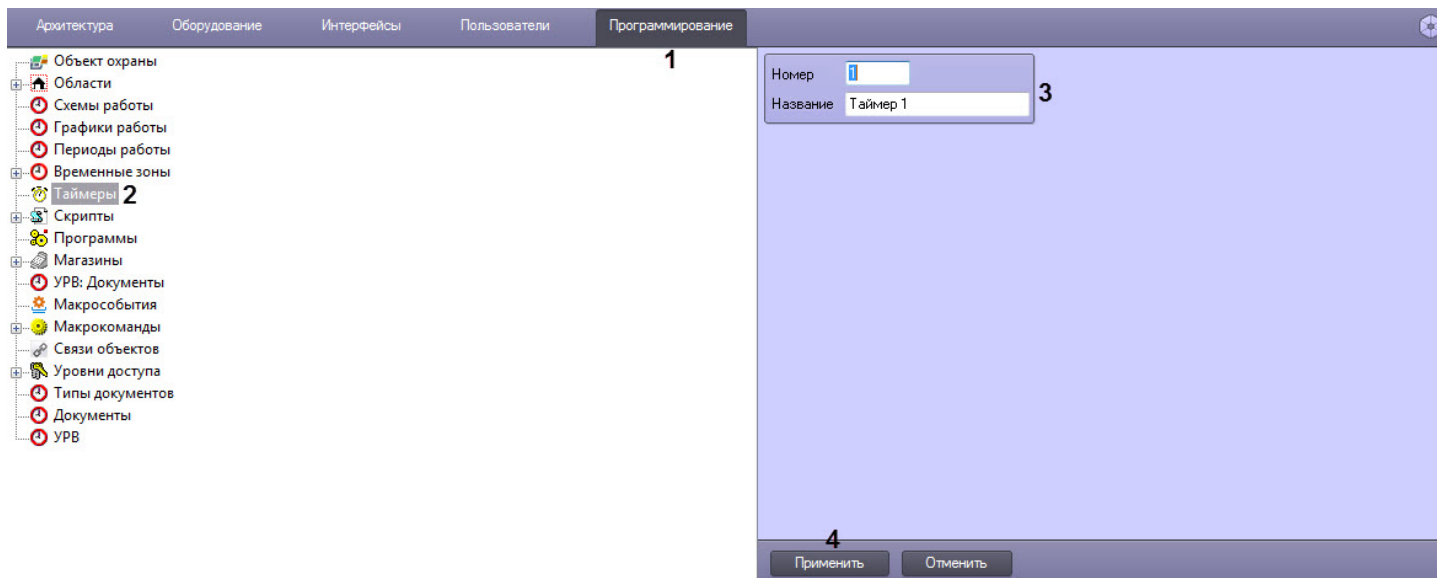 Архитектура Оборудование Интерфейсы Пользователи Программирование
1
Объект охраны
Области
Схемы работы
Графики работы
Периоды работы
Временные зоны
Таймеры 2
Скрипты
Программы
Магазины
УРВ: Документы
Макрособытия
Макрокоманды
Связи объектов
Уровни доступа
Типы документов
Документы
УРВ
Номер 1
Название Таймер 1
3
4
Применить Отменить